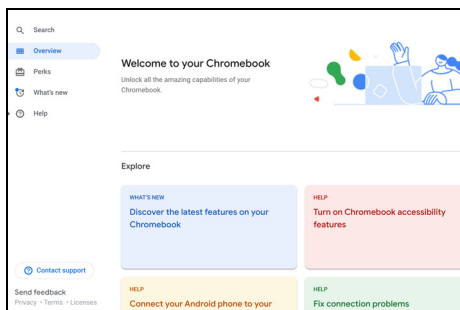 Search
Overview
Perks
What's new
Help
Contact support
Send feedback
Privacy • Terms • Licenses
Welcome to your Chromebook
Unlock all the amazing capabilities of your
Chromebook.
Explore
WHAT'S NEW
Discover the latest features on your
Chromebook
HELP
Turn on Chromebook accessibility
features
HELP
Connect your Android phone to your
HELP
Fix connection problems